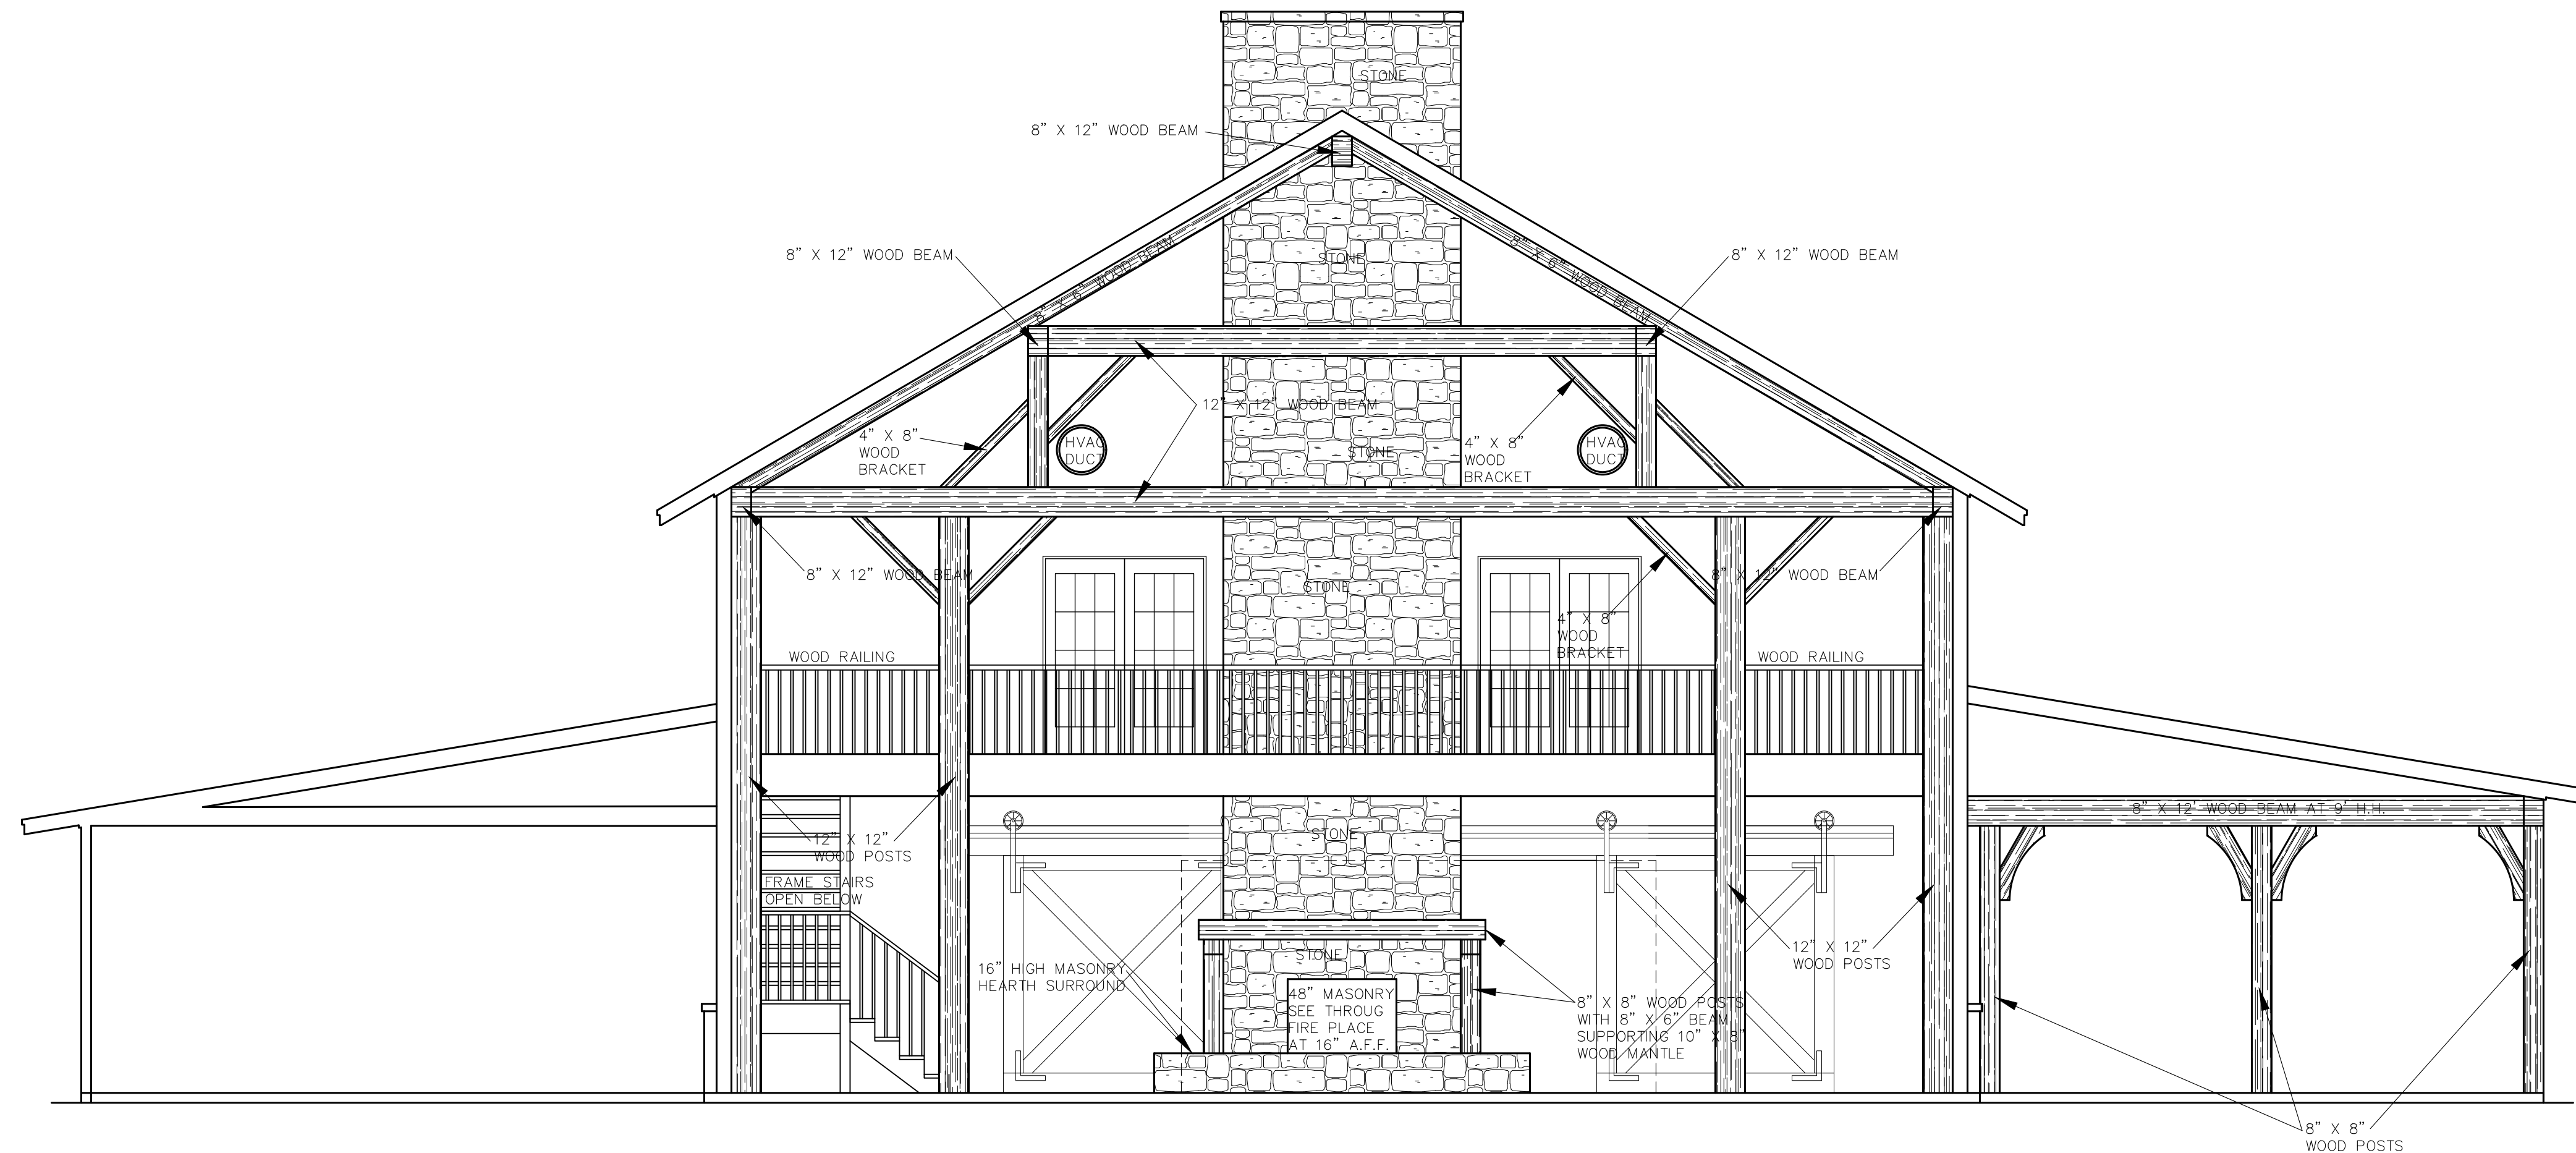 STONE
8” X 12” WOOD BEAM
8” X 12” WOOD BEAM
8” X 6” WOOD BEAM
STONE
8” X 6” WOOD BEAM
8” X 12” WOOD BEAM
12” X 12” WOOD BEAM
4” X 8”
WOOD
BRACKET
HVAC
DUCT
STONE
4” X 8”
WOOD
BRACKET
HVAC
DUCT
8” X 12” WOOD BEAM
STONE
8” X 12” WOOD BEAM
4” X 8”
WOOD
BRACKET
WOOD RAILING
WOOD RAILING
8” X 12' WOOD BEAM AT 9' H.H.
12” X 12”
WOOD POSTS
STONE
FRAME STAIRS
OPEN BELOW
16” HIGH MASONRY
HEARTH SURROUND
STONE
48” MASONRY
SEE THROUG
FIRE PLACE
AT 16” A.F.F.
8” X 8” WOOD POSTS
WITH 8” X 6” BEAM
SUPPORTING 10” X 8”
WOOD MANTLE
12” X 12”
WOOD POSTS
8” X 8”
WOOD POSTS